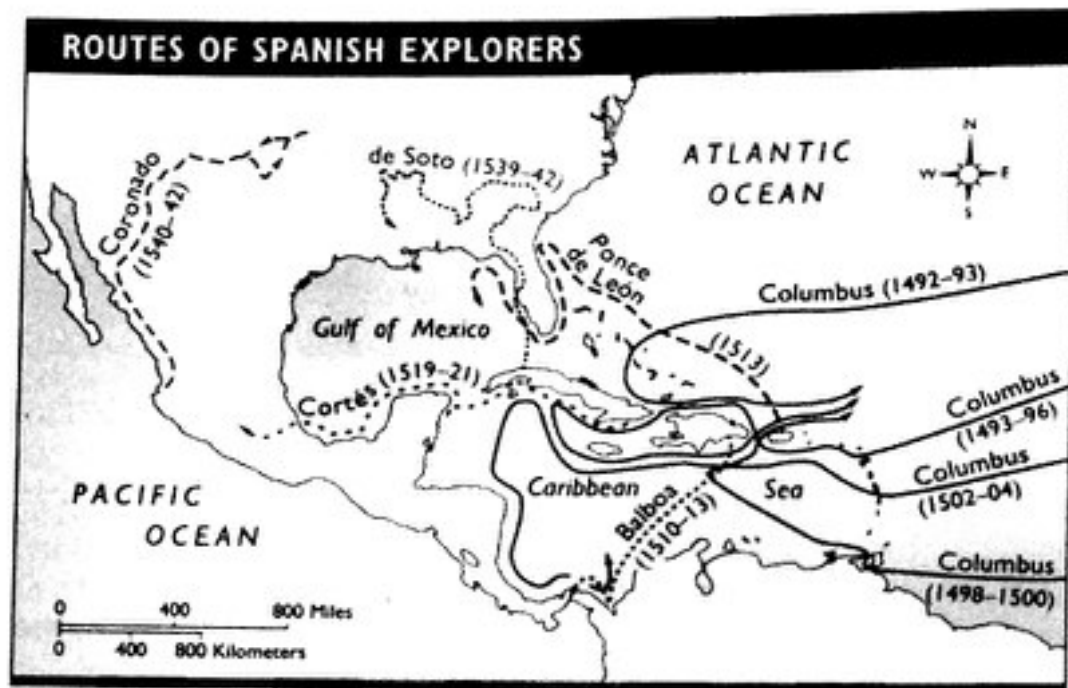 ROUTES OF SPANISH EXPLORERS
Coronado
(1540-42)
de Soto (1539-42)
ATLANTIC
OCEAN
N
W E
S
Ponce
de León
(1513)
Columbus (1492-93)
Gulf of Mexico
Cortés (1519-21)
Columbus
(1493-96)
Columbus
(1502-04)
Caribbean
Sea
Balboa
(1510-13)
PACIFIC
OCEAN
Columbus
(1498-1500)
0 400 800 Miles
0 400 800 Kilometers